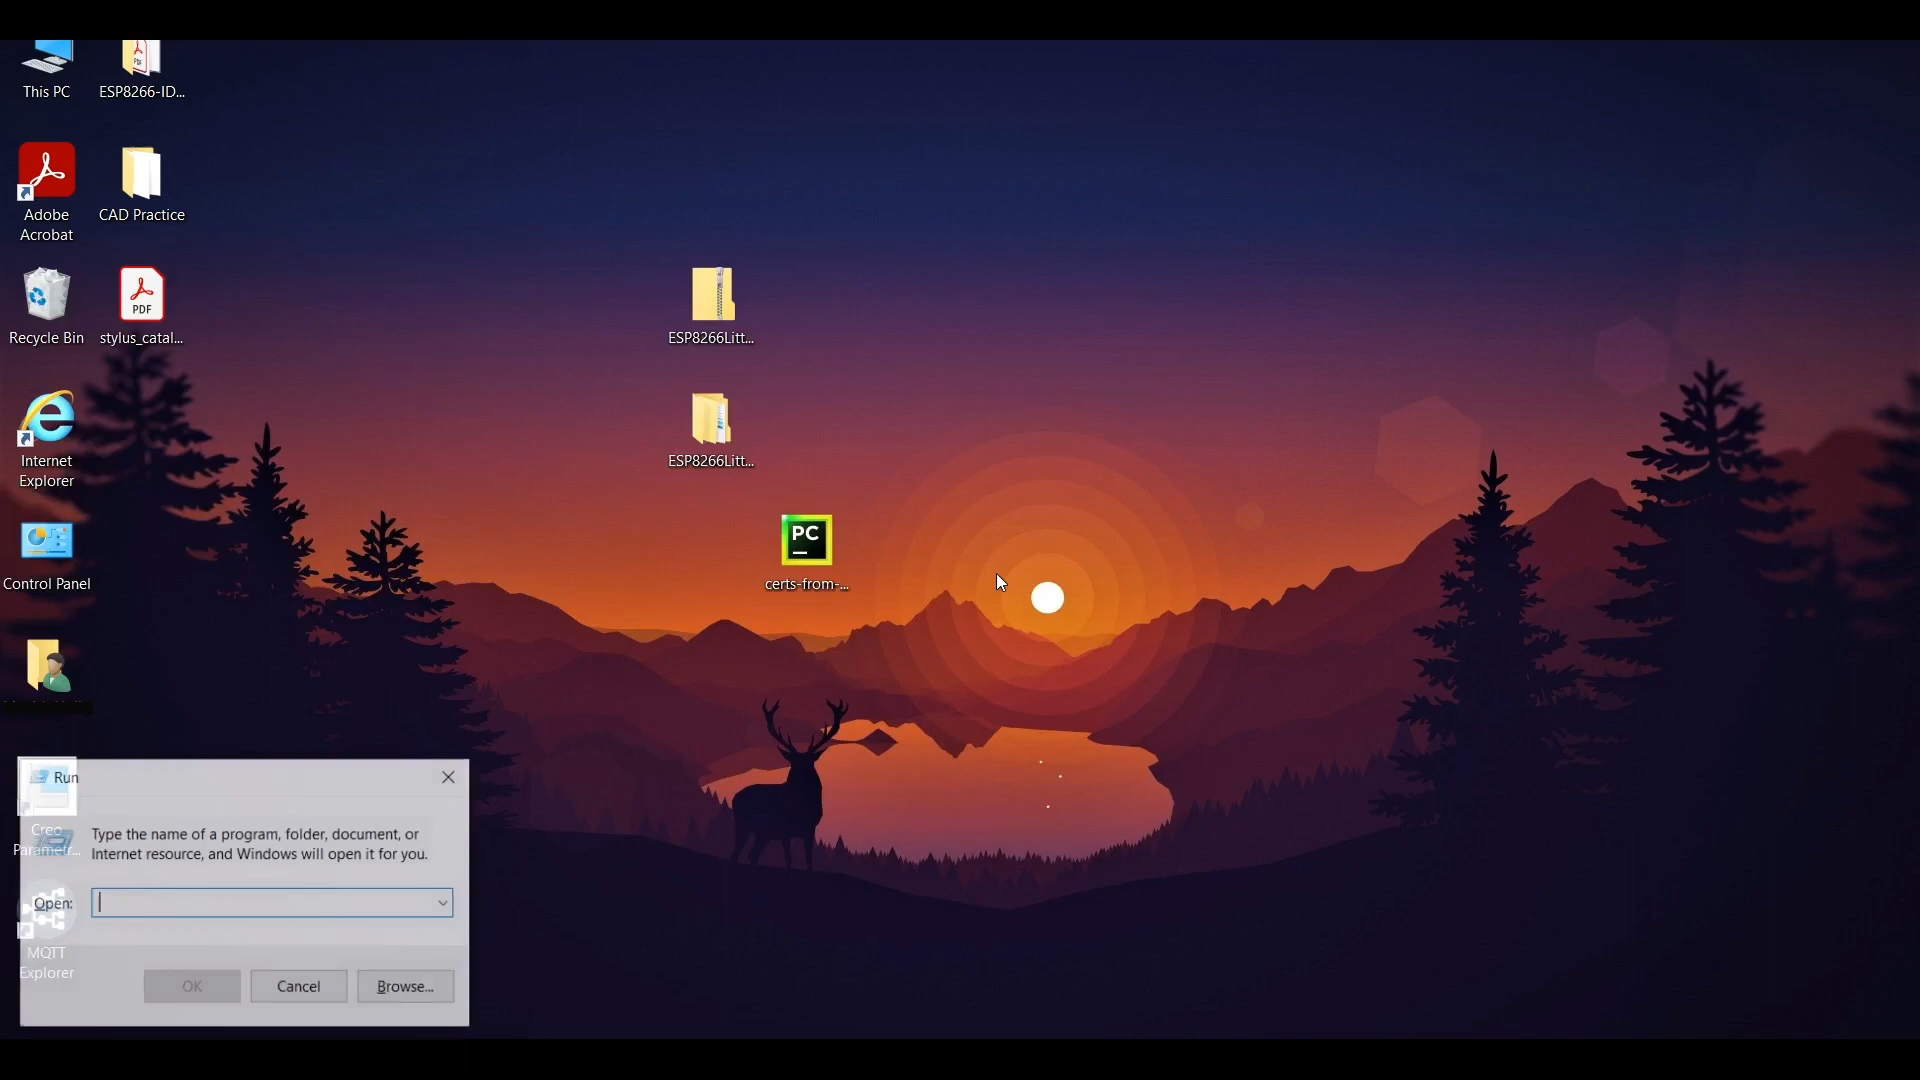 This PC
ESP8266-ID...
Adobe
Acrobat
CAD Practice
Recycle Bin
PDF
stylus_catal...
ESP8266Litt...
Internet
Explorer
ESP8266Litt...
Control Panel
PC
certs-from-...
Run
Creo
Parametr...
Type the name of a program, folder, document, or
Internet resource, and Windows will open it for you.
Open:
MQTT
Explorer
OK
Cancel
Browse...